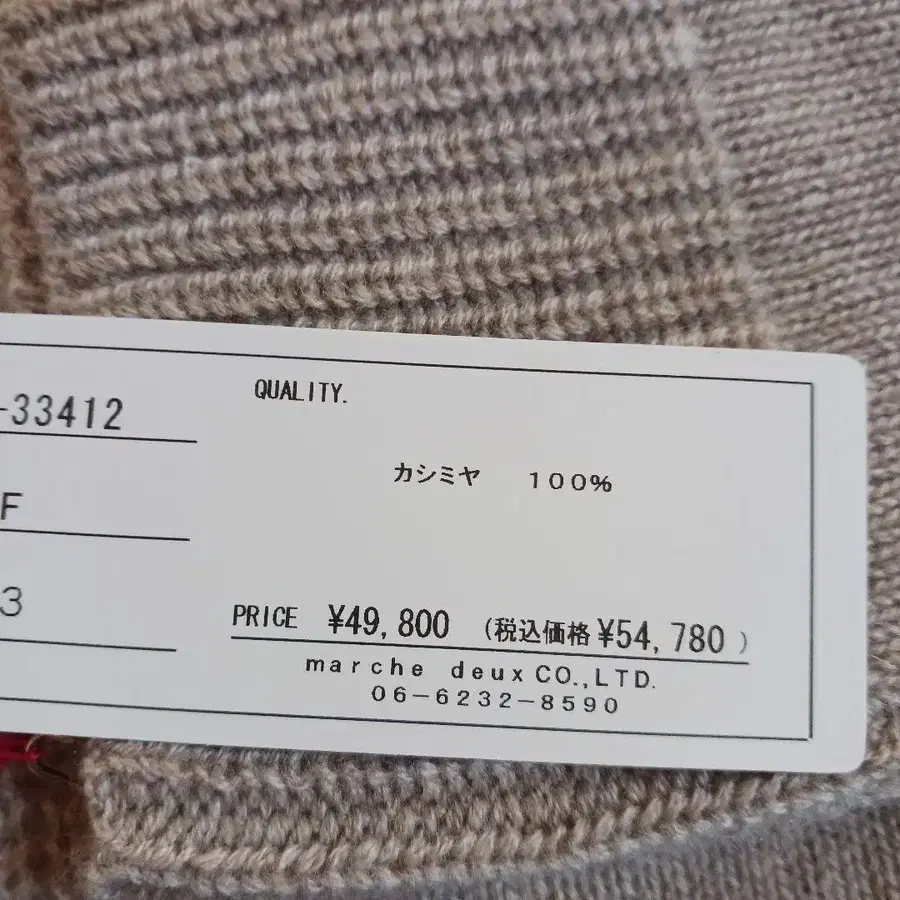 -33412
F
3
QUALITY.
カシミヤ 100%
PRICE ¥49,800 (税込価格¥54,780)
marche deux CO.,LTD.
06-6232-8590